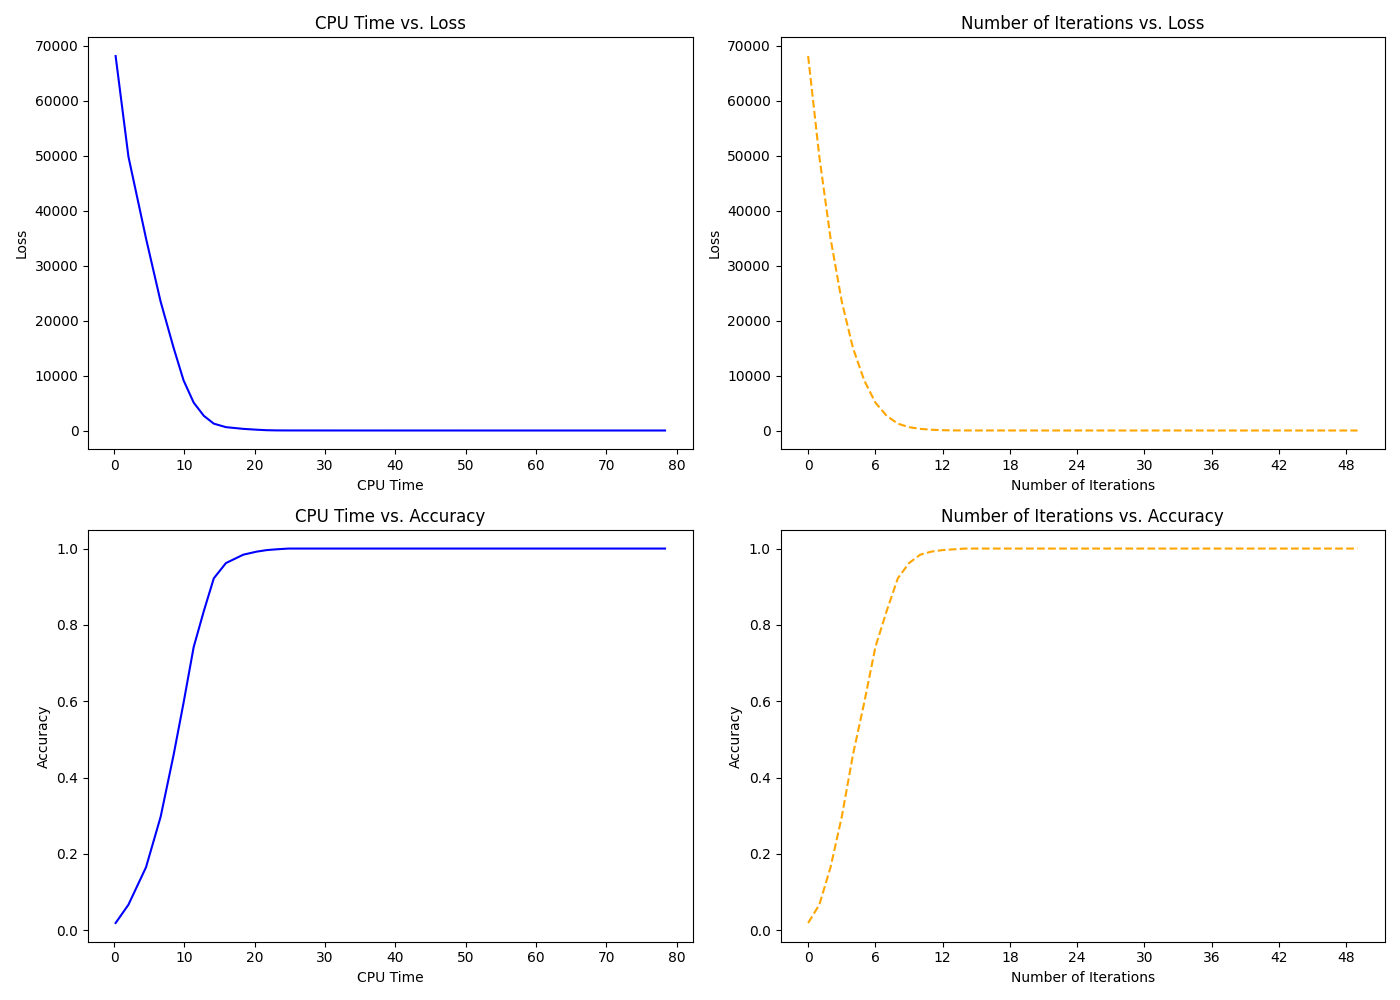 CPU Time vs. Loss
70000
60000
50000
40000
30000
20000
10000
0
Loss
0 10 20 30 40 50 60 70 80
CPU Time
Number of Iterations vs. Loss
70000
60000
50000
40000
30000
20000
10000
0
Loss
0 6 12 18 24 30 36 42 48
Number of Iterations
CPU Time vs. Accuracy
1.0
0.8
0.6
0.4
0.2
0.0
Accuracy
0 10 20 30 40 50 60 70 80
CPU Time
Number of Iterations vs. Accuracy
1.0
0.8
0.6
0.4
0.2
0.0
Accuracy
0 6 12 18 24 30 36 42 48
Number of Iterations